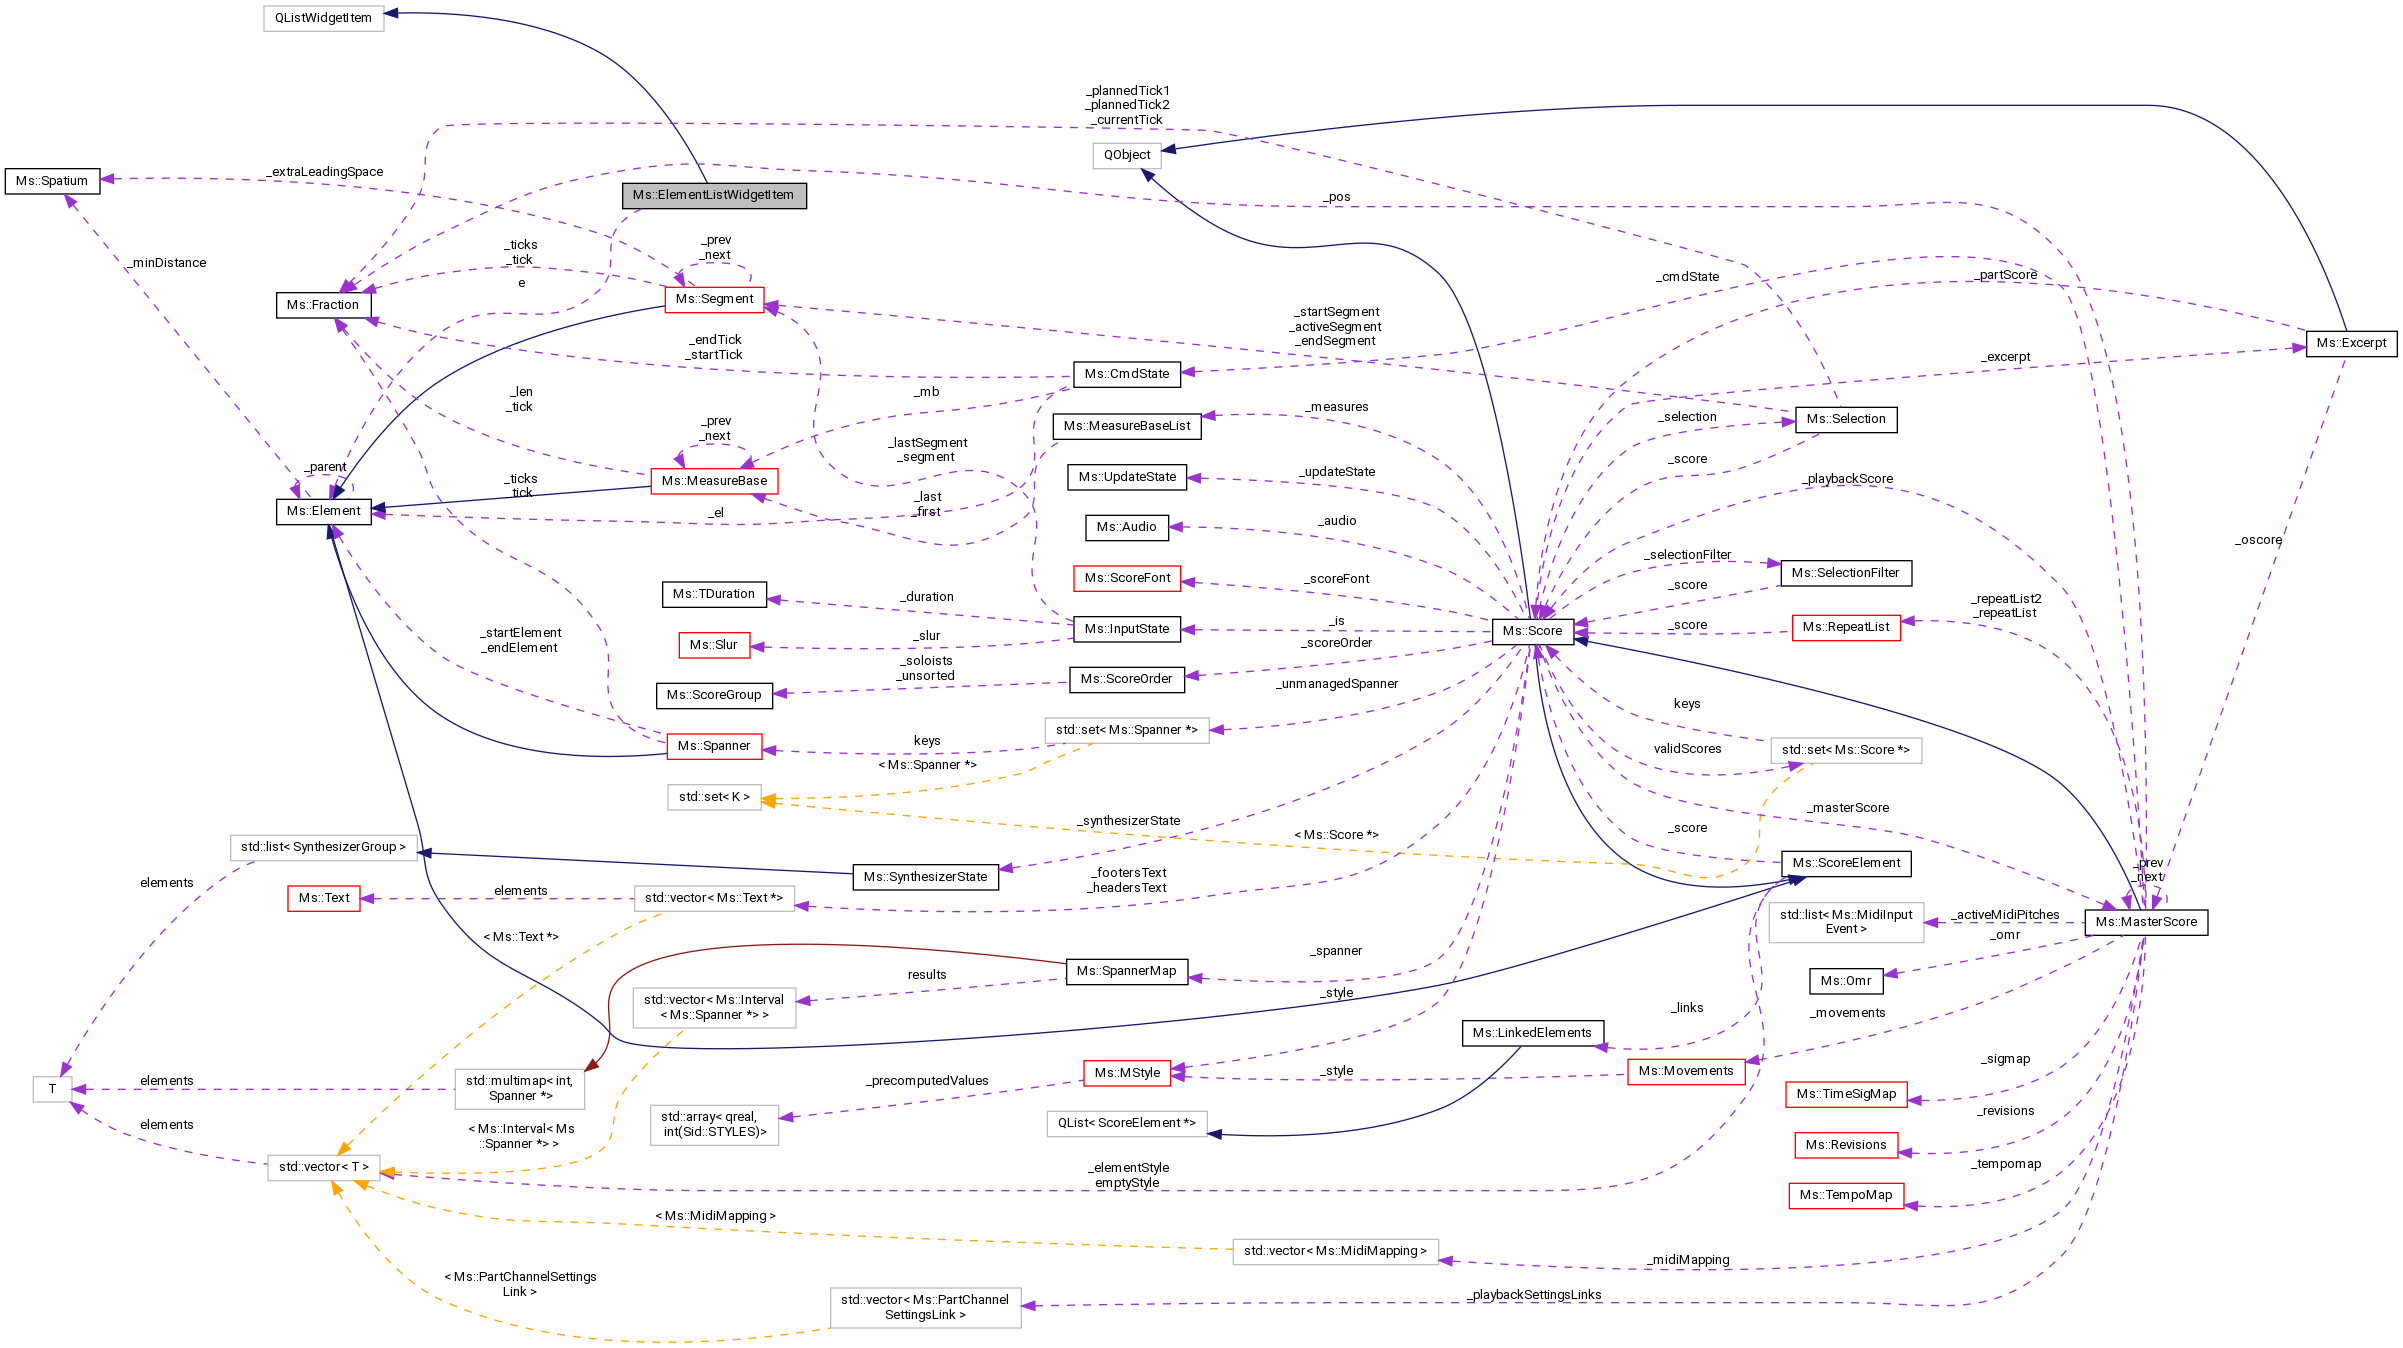 QListWidgetItem
_plannedTick1
_plannedTick2
_currentTick
QObject
_extraLeadingSpace
Ms::Spatium
Ms::ElementListWidgetItem
_pos
_ticks
_tick
e
_prev
_next
_minDistance
_cmdState
_partScore
Ms::Fraction
Ms::Segment
_startSegment
_activeSegment
_endSegment
_endTick
_startTick
Ms::Excerpt
_excerpt
Ms::CmdState
_len
_tick
_mb
_prev
_next
_measures
Ms::MeasureBaseList
_selection
Ms::Selection
_lastSegment
_segment
_parent
_ticks
_tick
Ms::MeasureBase
_updateState
Ms::UpdateState
_score
_playbackScore
Ms::Element
_el
_last
_first
_audio
Ms::Audio
_oscore
_selectionFilter
Ms::SelectionFilter
Ms::ScoreFont
_scoreFont
_score
Ms::TDuration
_duration
_repeatList2
_repeatList
Ms::InputState
_is
Ms::Score
_score
Ms::RepeatList
_startElement
_endElement
Ms::Slur
_slur
_scoreOrder
_soloists
_unsorted
Ms::ScoreGroup
Ms::ScoreOrder
_unmanagedSpanner
keys
std::set< Ms::Spanner *>
Ms::Spanner
keys
validScores
std::set< Ms::Score *>
< Ms::Spanner *>
std::set< K >
_masterScore
_synthesizerState
< Ms::Score *>
_score
std::list< SynthesizerGroup >
Ms::ScoreElement
_prev
_next
elements
Ms::SynthesizerState
_footersText
_headersText
Ms::Text
elements
std::vector< Ms::Text *>
std::list< Ms::MidiInput
Event >
_activeMidiPitches
Ms::MasterScore
_omr
< Ms::Text *>
_spanner
Ms::SpannerMap
results
Ms::Omr
std::vector< Ms::Interval
< Ms::Spanner *> >
_style
_links
_movements
Ms::LinkedElements
_sigmap
T
elements
std::multimap< int,
Spanner *>
Ms::MStyle
_style
Ms::Movements
_precomputedValues
Ms::TimeSigMap
_revisions
std::array< qreal,
int(Sid::STYLES)>
QList< ScoreElement *>
elements
< Ms::Interval< Ms
::Spanner *> >
Ms::Revisions
std::vector< T >
_elementStyle
emptyStyle
_tempomap
Ms::TempoMap
< Ms::MidiMapping >
std::vector< Ms::MidiMapping >
_midiMapping
< Ms::PartChannelSettings
Link >
std::vector< Ms::PartChannel
SettingsLink >
_playbackSettingsLinks